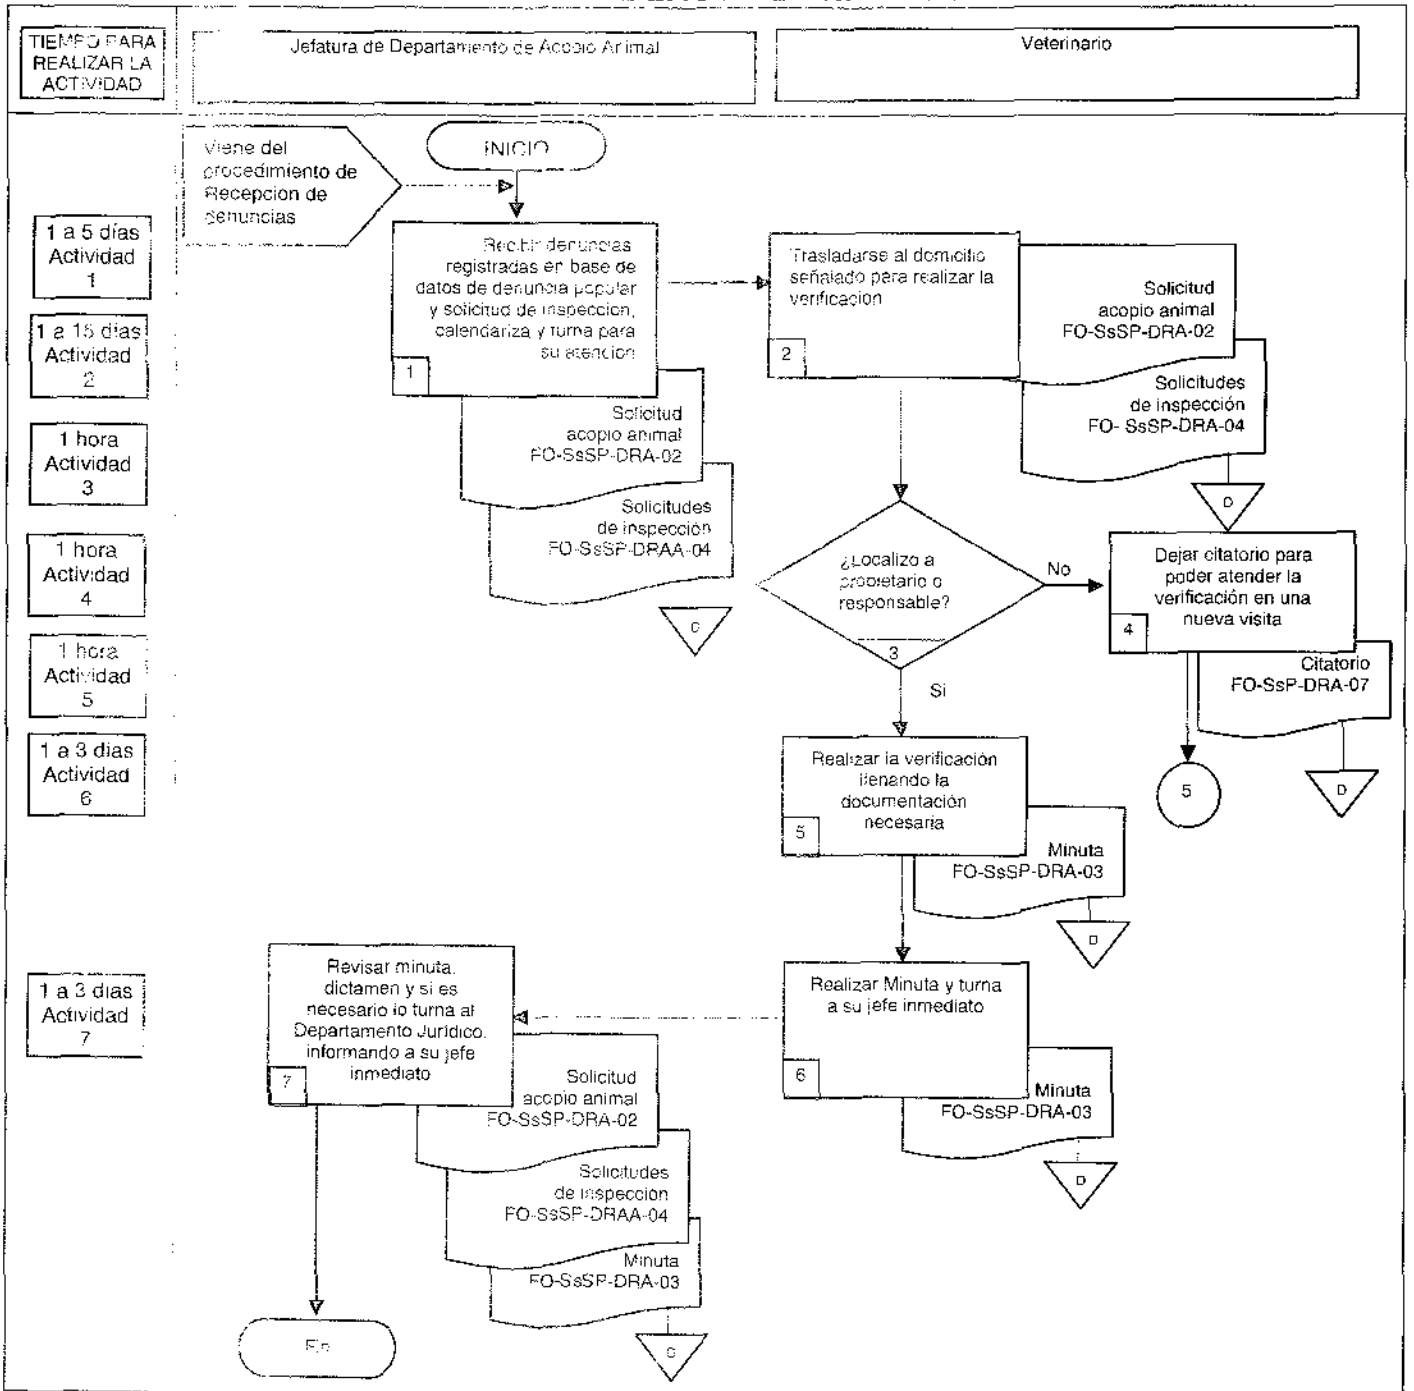 TIEMPO PARA
REALIZAR LA
ACTIVIDAD
Jefatura de Departamento de Acopio Animal
Veterinario
Viene del
procedimiento de
Recepcion de
denuncias
INICIO
1 a 5 días
Actividad
1
1 a 15 días
Actividad
2
1 hora
Actividad
3
1 hora
Actividad
4
1 hora
Actividad
5
1 a 3 dias
Actividad
6
1 a 3 dias
Actividad
7
Recibir denuncias
registradas en base de
datos de denuncia popular
y solicitud de inspeccion,
calendariza y turna para
su atención
1
Solicitud
acopio animal
FO-SsSP-DRA-02
Solicitudes
de inspección
FO-SsSP-DRAA-04
Trasladarse al domicilio
señalado para realizar la
verificación
2
Solicitud
acopio animal
FO-SsSP-DRA-02
Solicitudes
de inspección
FO- SsSP-DRA-04
D
¿Localizo a
propietario o
responsable?
3
No
Si
Dejar citatorio para
poder atender la
verificación en una
nueva visita
4
Citatorio
FO-SsP-DRA-07
5
D
Realizar la verificación
llenando la
documentación
necesaria
5
Minuta
FO-SsSP-DRA-03
D
Realizar Minuta y turna
a su jefe inmediato
6
Minuta
FO-SsSP-DRA-03
D
Revisar minuta,
dictamen y si es
necesario lo turna al
Departamento Jurídico,
informando a su jefe
inmediato
7
Solicitud
acopio animal
FO-SsSP-DRA-02
Solicitudes
de inspección
FO-SsSP-DRAA-04
Minuta
FO-SsSP-DRA-03
Fin